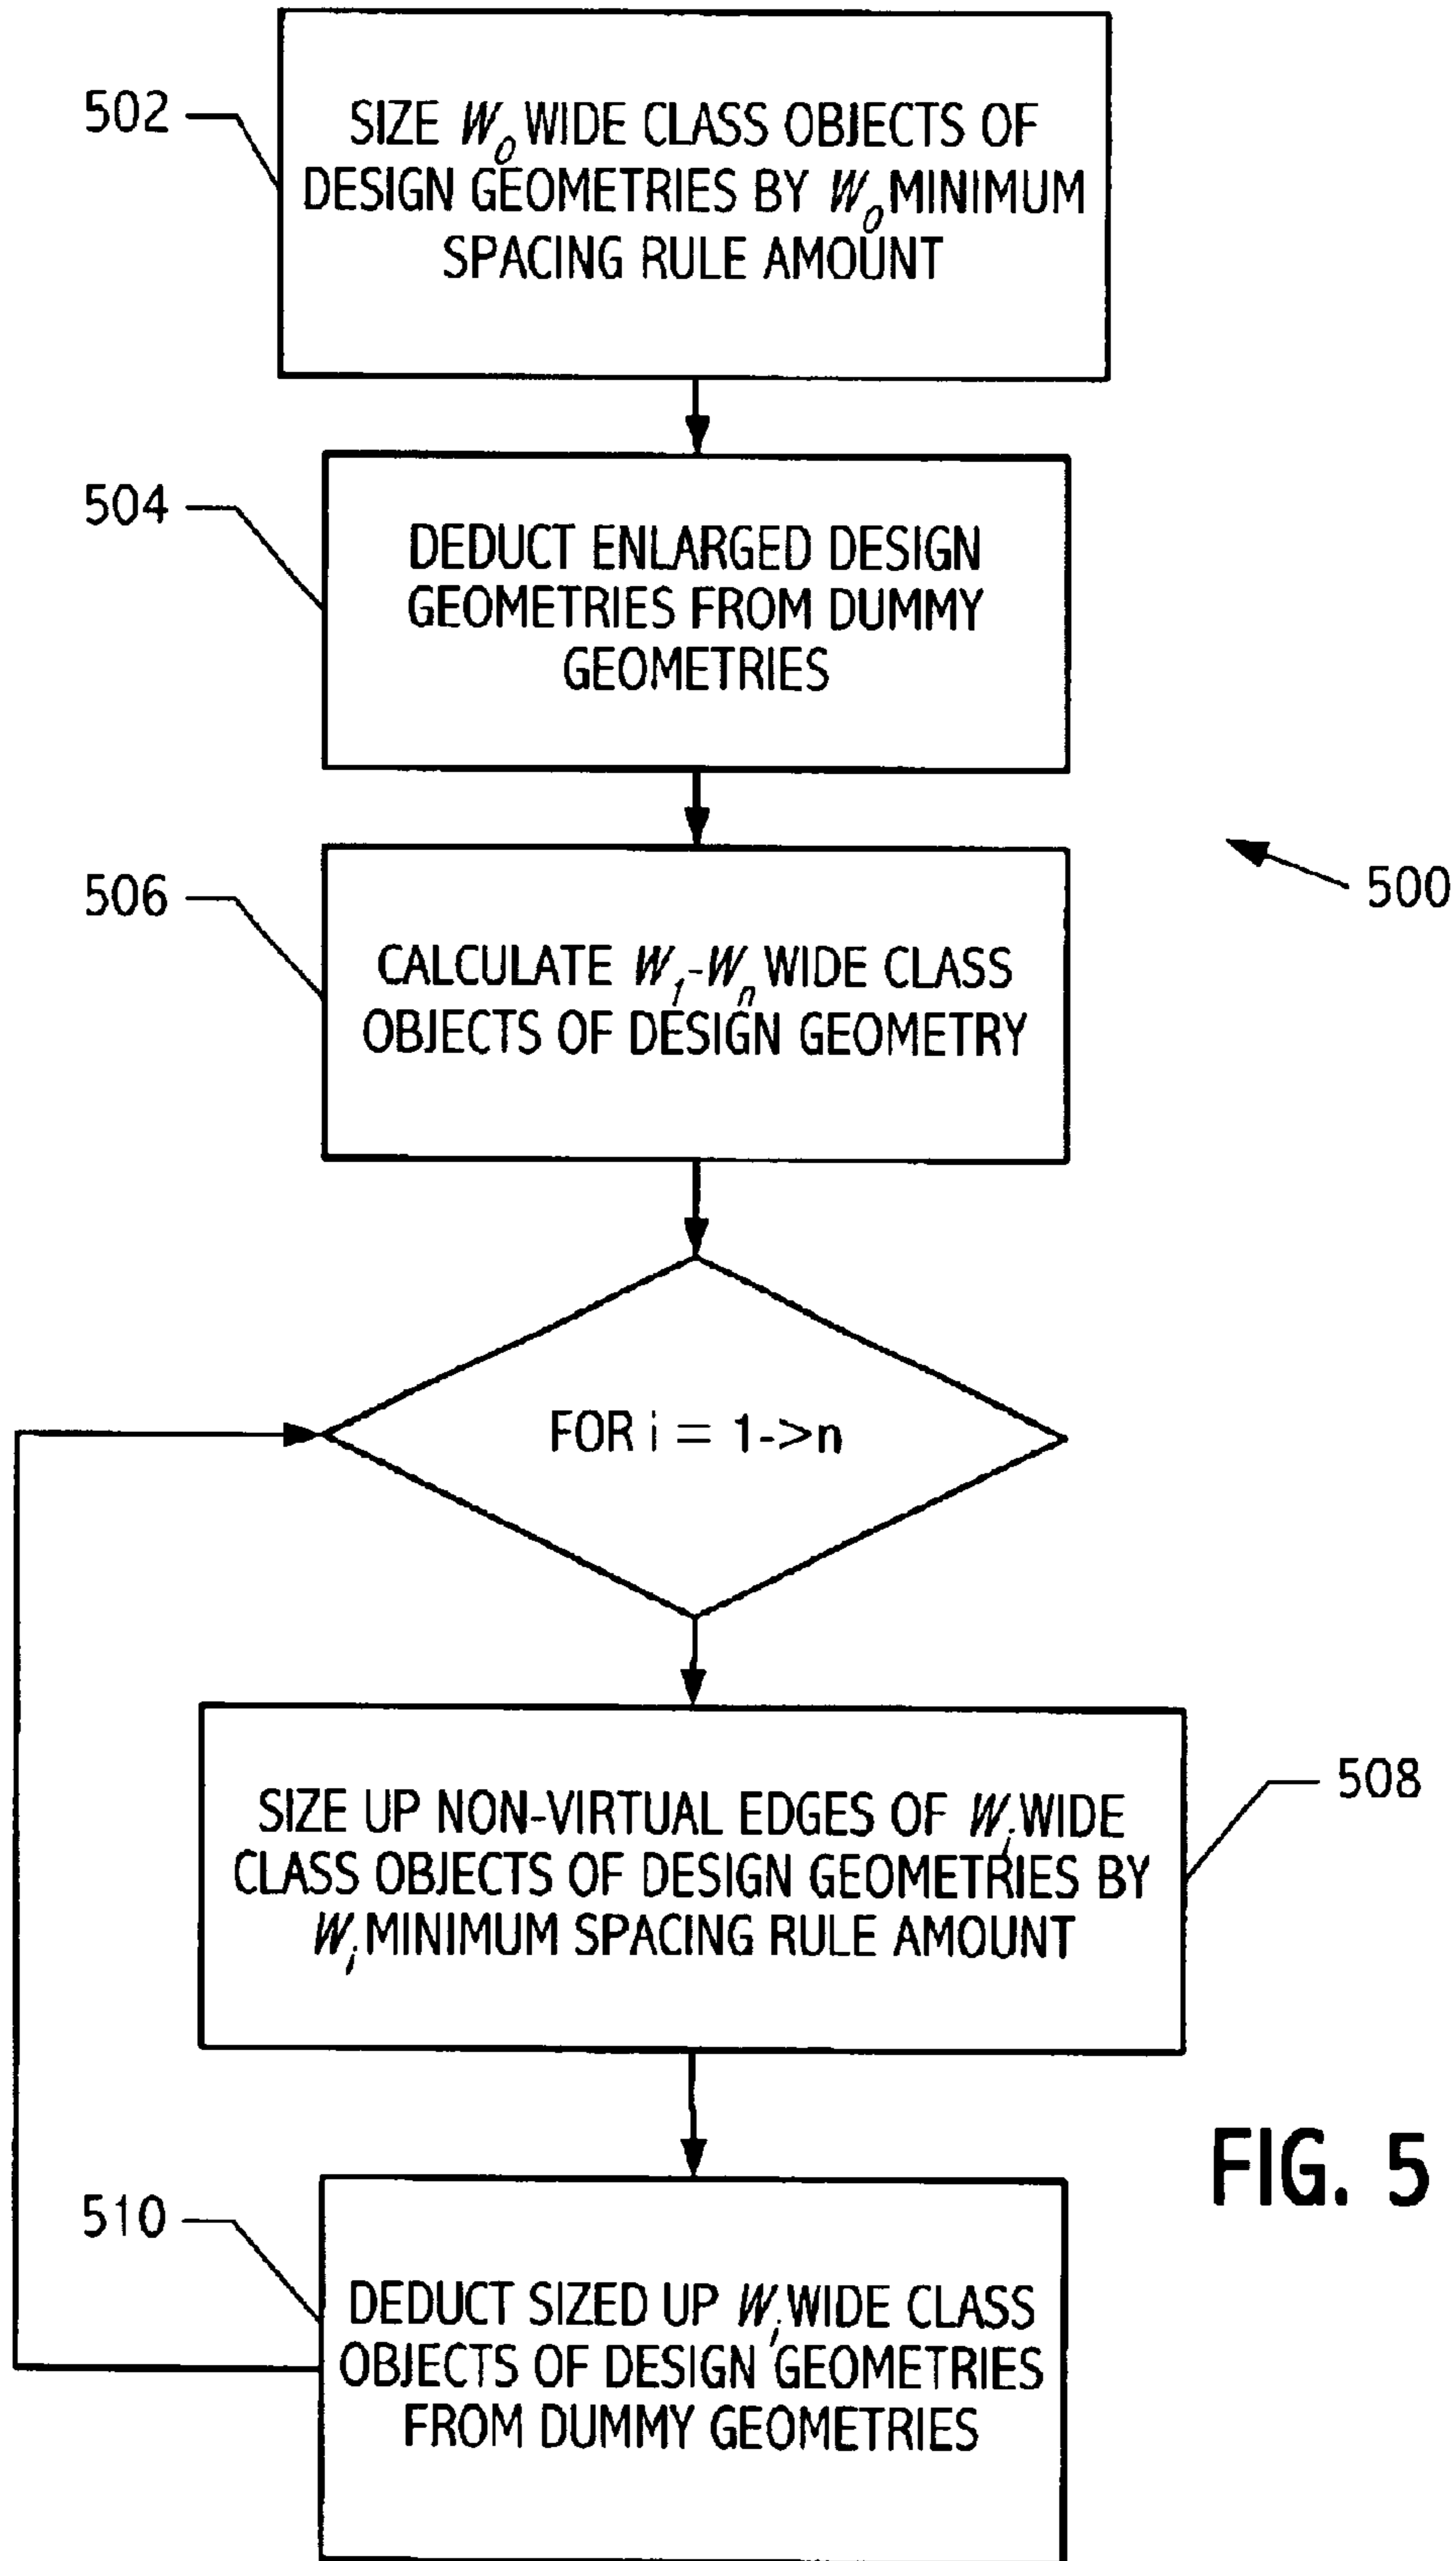 502
SIZE W₀ WIDE CLASS OBJECTS OF
DESIGN GEOMETRIES BY W₀ MINIMUM
SPACING RULE AMOUNT
504
DEDUCT ENLARGED DESIGN
GEOMETRIES FROM DUMMY
GEOMETRIES
500
506
CALCULATE W₁-Wₙ WIDE CLASS
OBJECTS OF DESIGN GEOMETRY
FOR i = 1->n
508
SIZE UP NON-VIRTUAL EDGES OF Wᵢ WIDE
CLASS OBJECTS OF DESIGN GEOMETRIES BY
Wᵢ MINIMUM SPACING RULE AMOUNT
FIG. 5
510
DEDUCT SIZED UP Wᵢ WIDE CLASS
OBJECTS OF DESIGN GEOMETRIES
FROM DUMMY GEOMETRIES